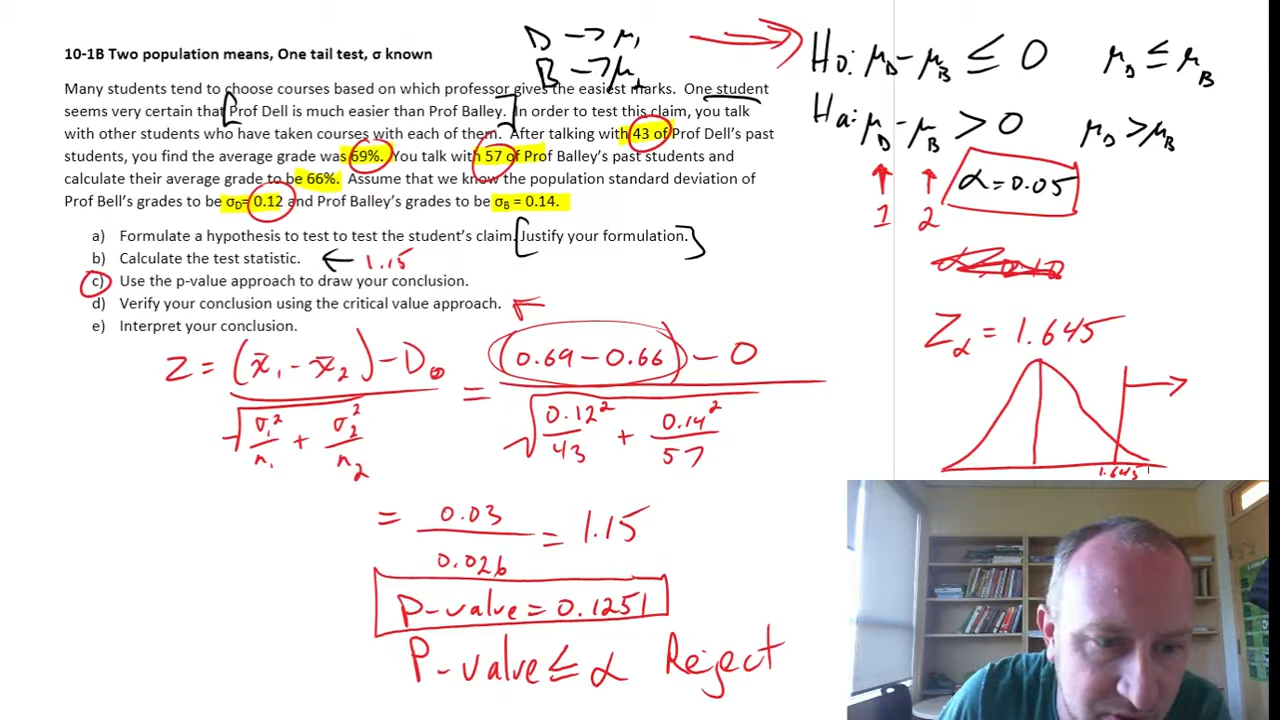 10-1B Two population means, One tail test, σ known
D → μ₁
B → μ₂
Many students tend to choose courses based on which professor gives the easiest marks. One student
seems very certain that [Prof Dell is much easier than Prof Balley.] In order to test this claim, you talk
with other students who have taken courses with each of them. After talking with 43 of Prof Dell's past
students, you find the average grade was 69%. You talk with 57 of Prof Balley's past students and
calculate their average grade to be 66%. Assume that we know the population standard deviation of
Prof Bell's grades to be σD= 0.12 and Prof Balley's grades to be σB = 0.14.
a) Formulate a hypothesis to test to test the student's claim. [Justify your formulation.]
b) Calculate the test statistic. ← 1.15
c) Use the p-value approach to draw your conclusion.
d) Verify your conclusion using the critical value approach. ←
e) Interpret your conclusion.
Ho: μD - μB ≤ 0 μD ≤ μB
Ha: μD - μB > 0 μD > μB
1 2
α = 0.05
Zα = 1.645
1.645
Z = (x̄₁ - x̄₂) - D₀ / √(σ₁²/n₁ + σ₂²/n₂) = (0.69 - 0.66) - 0 / √(0.12²/43 + 0.14²/57)
= 0.03 / 0.026 = 1.15
P-value = 0.1251
P-value ≤ α Reject